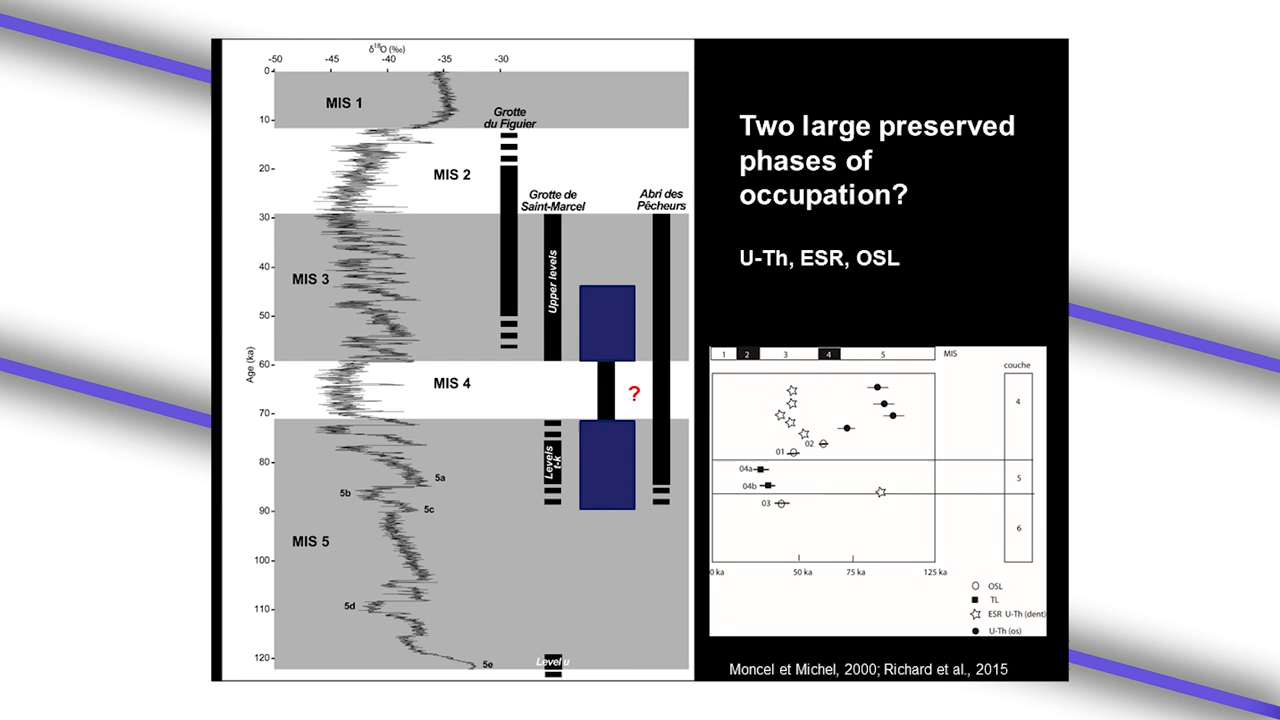 δ18O (‰)
-50 -45 -40 -35 -30
0
10
20
30
40
50
60
70
80
90
100
110
120
Age (ka)
MIS 1
MIS 2
MIS 3
MIS 4
MIS 5
5a
5b
5c
5d
5e
Grotte
du Figuier
Grotte de
Saint-Marcel
Abri des
Pêcheurs
Upper levels
?
Levels
t-k
Level u
Two large preserved
phases of
occupation?
U-Th, ESR, OSL
1 2 3 4 5 MIS
couche
4
5
6
02
01
04a
04b
03
0 ka 50 ka 75 ka 125 ka
OSL
TL
ESR U-Th (dent)
U-Th (os)
Moncel et Michel, 2000; Richard et al., 2015